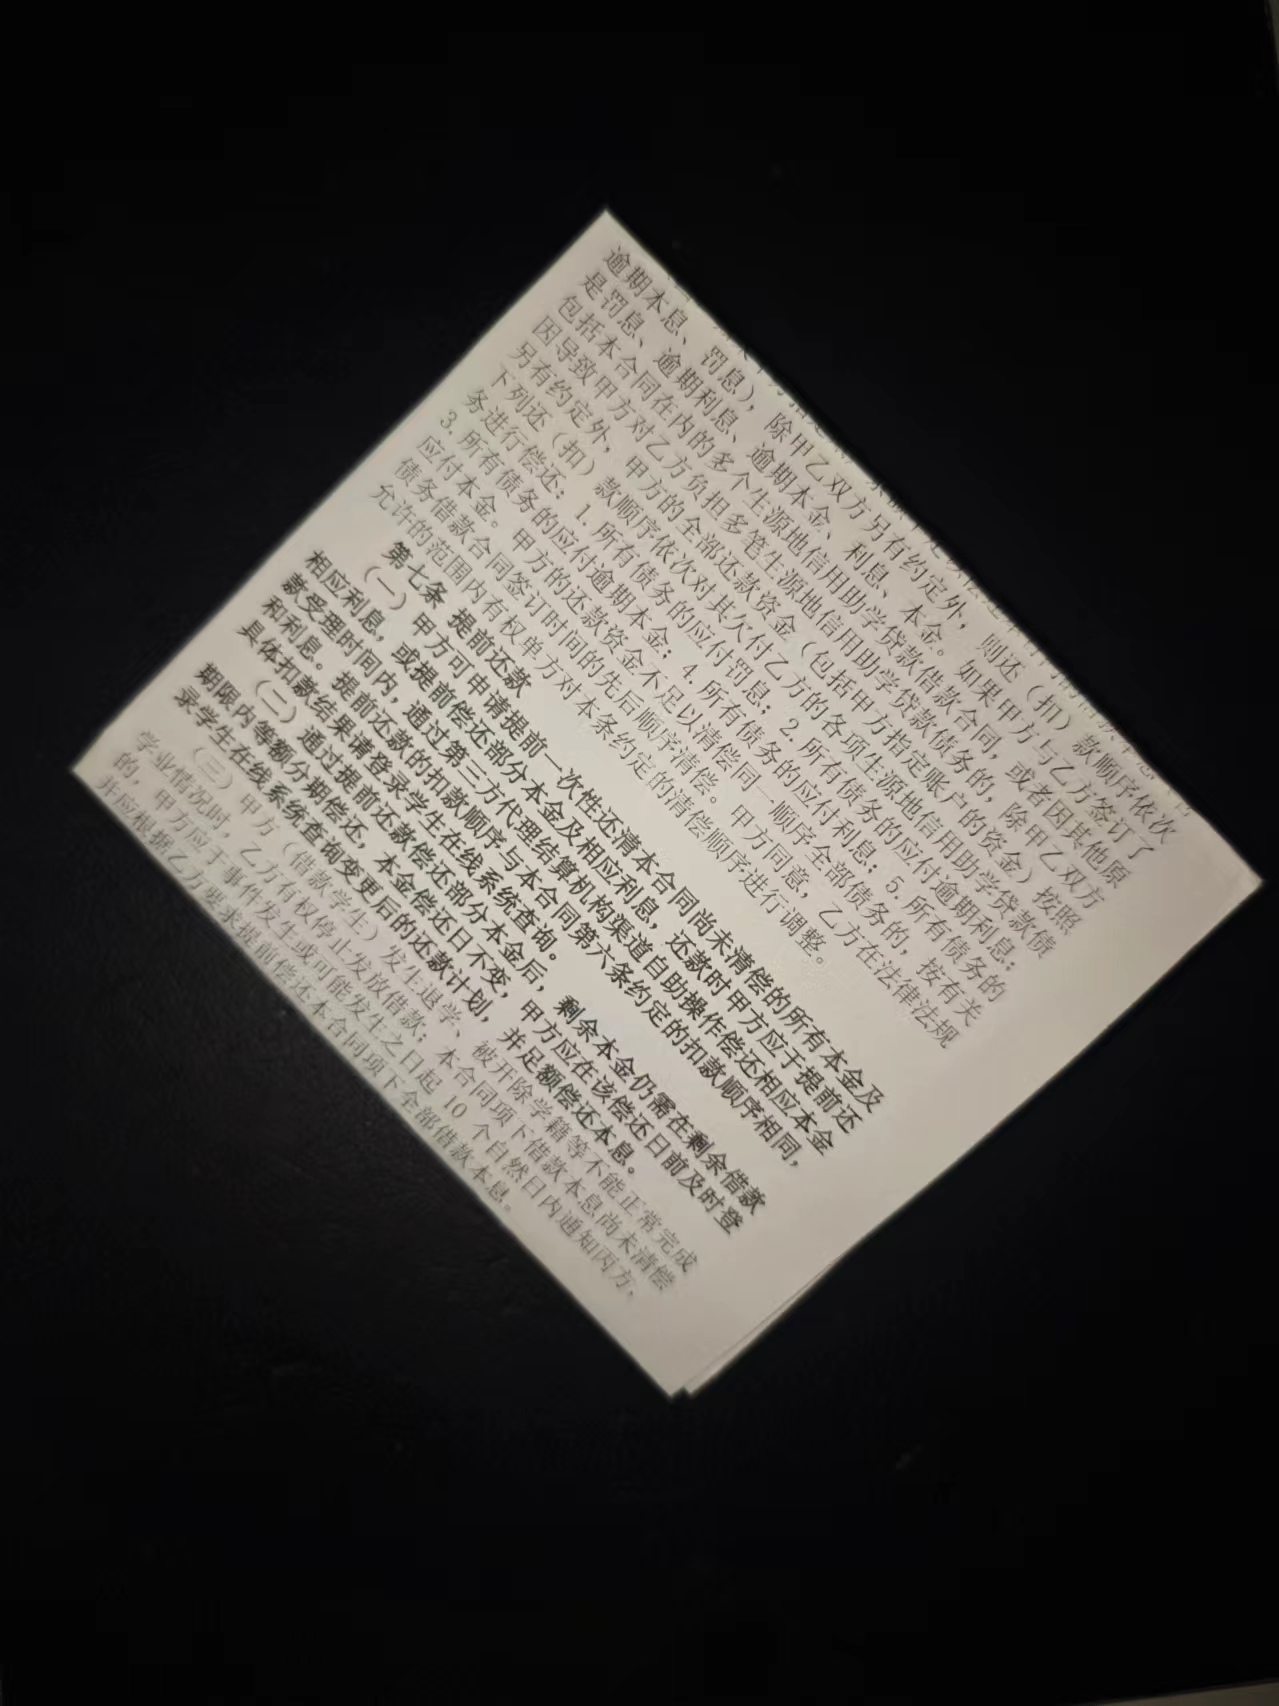 逾期本息、罚息），除甲乙双方另有约定外，则还（扣）款顺序依次
是罚息、逾期利息、逾期本金、利息、本金。如果甲方与乙方签订了
包括本合同在内的多个生源地信用助学贷款借款合同，或者因其他原
因导致甲方对乙方负担多笔生源地信用助学贷款债务的，除甲乙双方
另有约定外，甲方的全部还款资金（包括甲方指定账户的资金）按照
下列还（扣）款顺序依次对其欠付乙方的各项生源地信用助学贷款债
务进行偿还：1. 所有债务的应付罚息；2. 所有债务的应付逾期利息；
3. 所有债务的应付逾期本金；4. 所有债务的应付利息；5. 所有债务的
应付本金。甲方的还款资金不足以清偿同一顺序全部债务的，按有关
债务借款合同签订时间的先后顺序清偿。甲方同意，乙方在法律法规
允许的范围内有权单方对本条约定的清偿顺序进行调整。
第七条 提前还款
（一）甲方可申请提前一次性还清本合同尚未清偿的所有本金及
相应利息，或提前偿还部分本金及相应利息，还款时甲方应于提前还
款受理时间内，通过第三方代理结算机构渠道自助操作偿还相应本金
和利息。提前还款的扣款顺序与本合同第六条约定的扣款顺序相同，
具体扣款结果请登录学生在线系统查询。
（二）通过提前还款偿还部分本金后，剩余本金仍需在剩余借款
期限内等额分期偿还，本金偿还日不变，甲方应在该偿还日前及时登
录学生在线系统查询变更后的还款计划，并足额偿还本息。
（三）甲方（借款学生）发生退学、被开除学籍等不能正常完成
学业情况时，乙方有权停止发放借款；本合同项下借款本息尚未清偿
的，甲方应于事件发生或可能发生之日起 10 个自然日内通知丙方，
并应根据乙方要求提前偿还本合同项下全部借款本息。